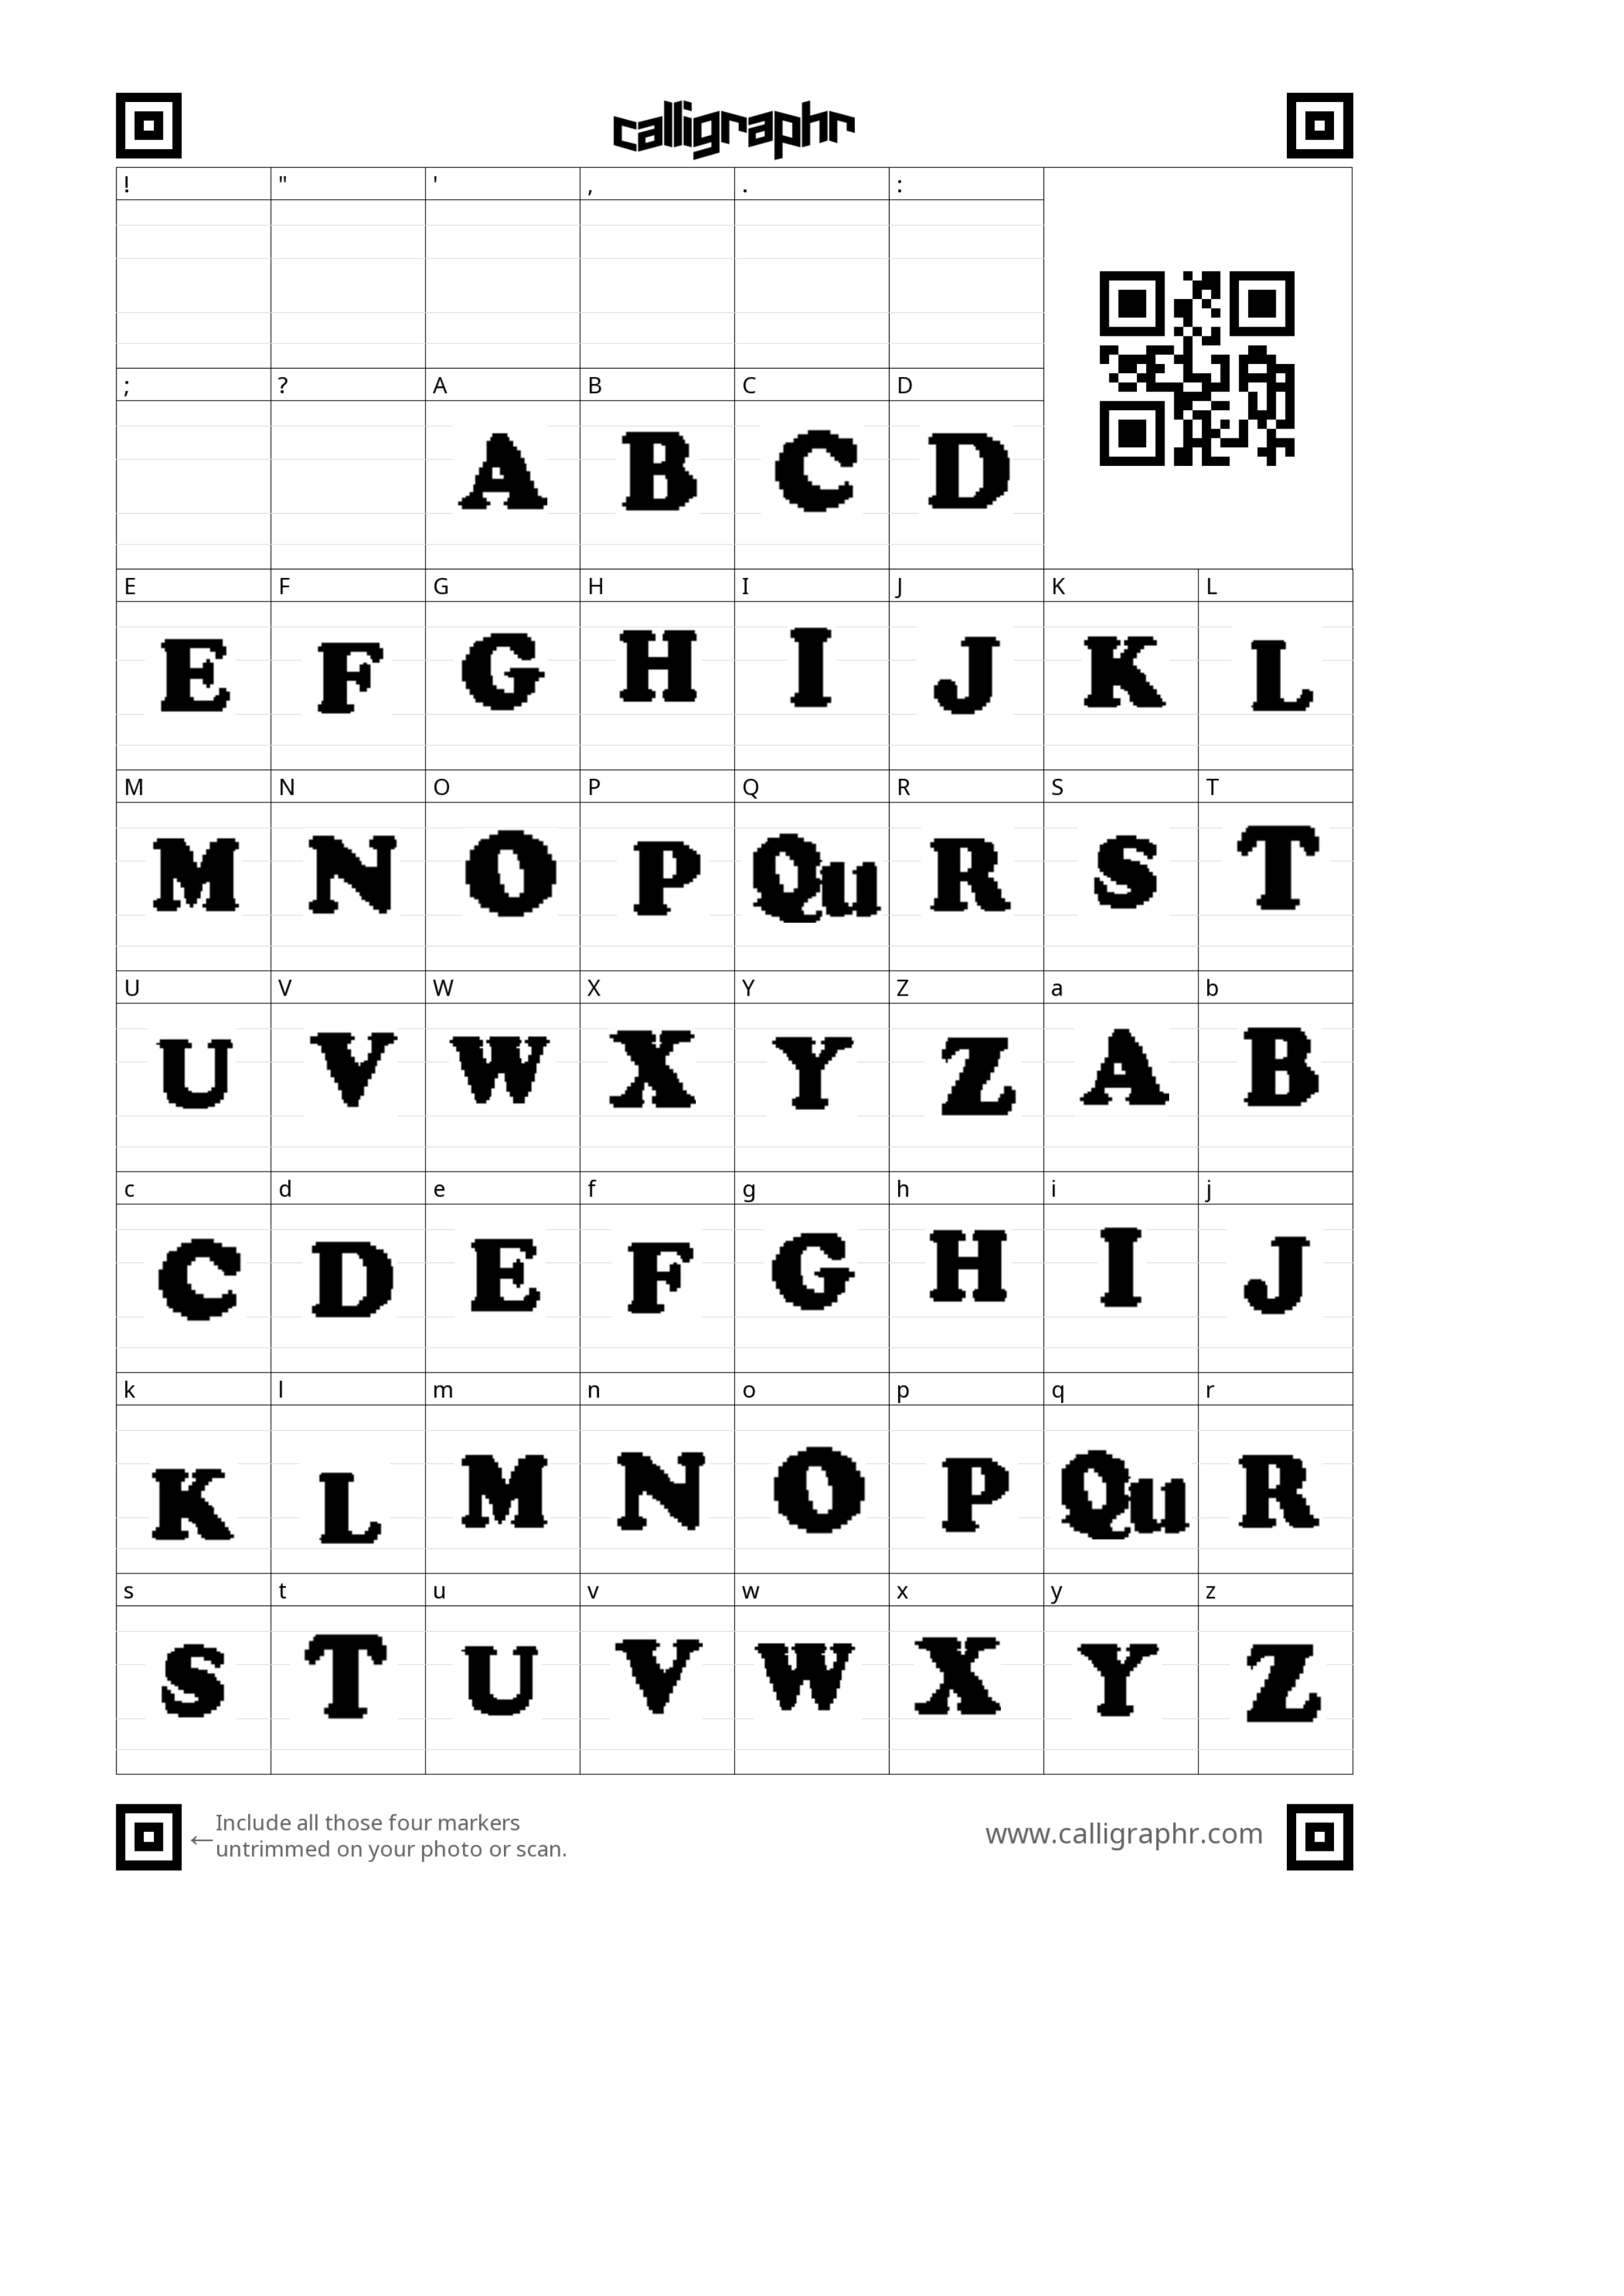 calligraphr
! " ' , . :
; ? A B C D
A B C D
E F G H I J K L
E F G H I J K L
M N O P Q R S T
M N O P Qu R S T
U V W X Y Z a b
U V W X Y Z A B
c d e f g h i j
C D E F G H I J
k l m n o p q r
K L M N O P Qu R
s t u v w x y z
S T U V W X Y Z
←Include all those four markers
untrimmed on your photo or scan.
www.calligraphr.com